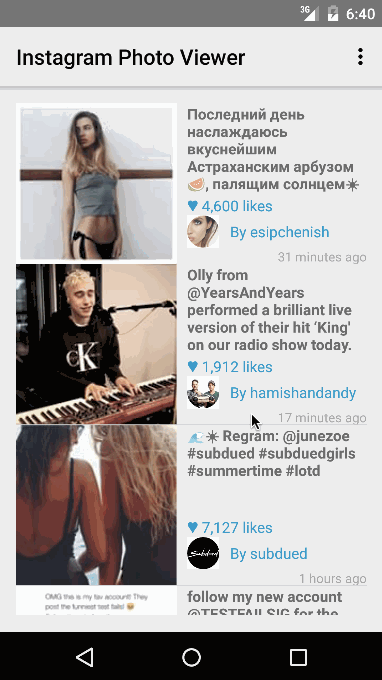 3G 6:40
Instagram Photo Viewer
Последний день
наслаждаюсь
вкуснейшим
Астраханским арбузом
🍉, палящим солнцем☀
♥ 4,600 likes
By esipchenish
31 minutes ago
Olly from
@YearsAndYears
performed a brilliant live
version of their hit ‘King'
on our radio show today.
CK
♥ 1,912 likes
By hamishandandy
17 minutes ago
🌊☀ Regram: @junezoe
#subdued #subduedgirls
#summertime #lotd
♥ 7,127 likes
Subdued
By subdued
1 hours ago
OMG this is my fav account! They
post the funniest test fails! 😂
follow my new account
@TESTFAILSIG for the